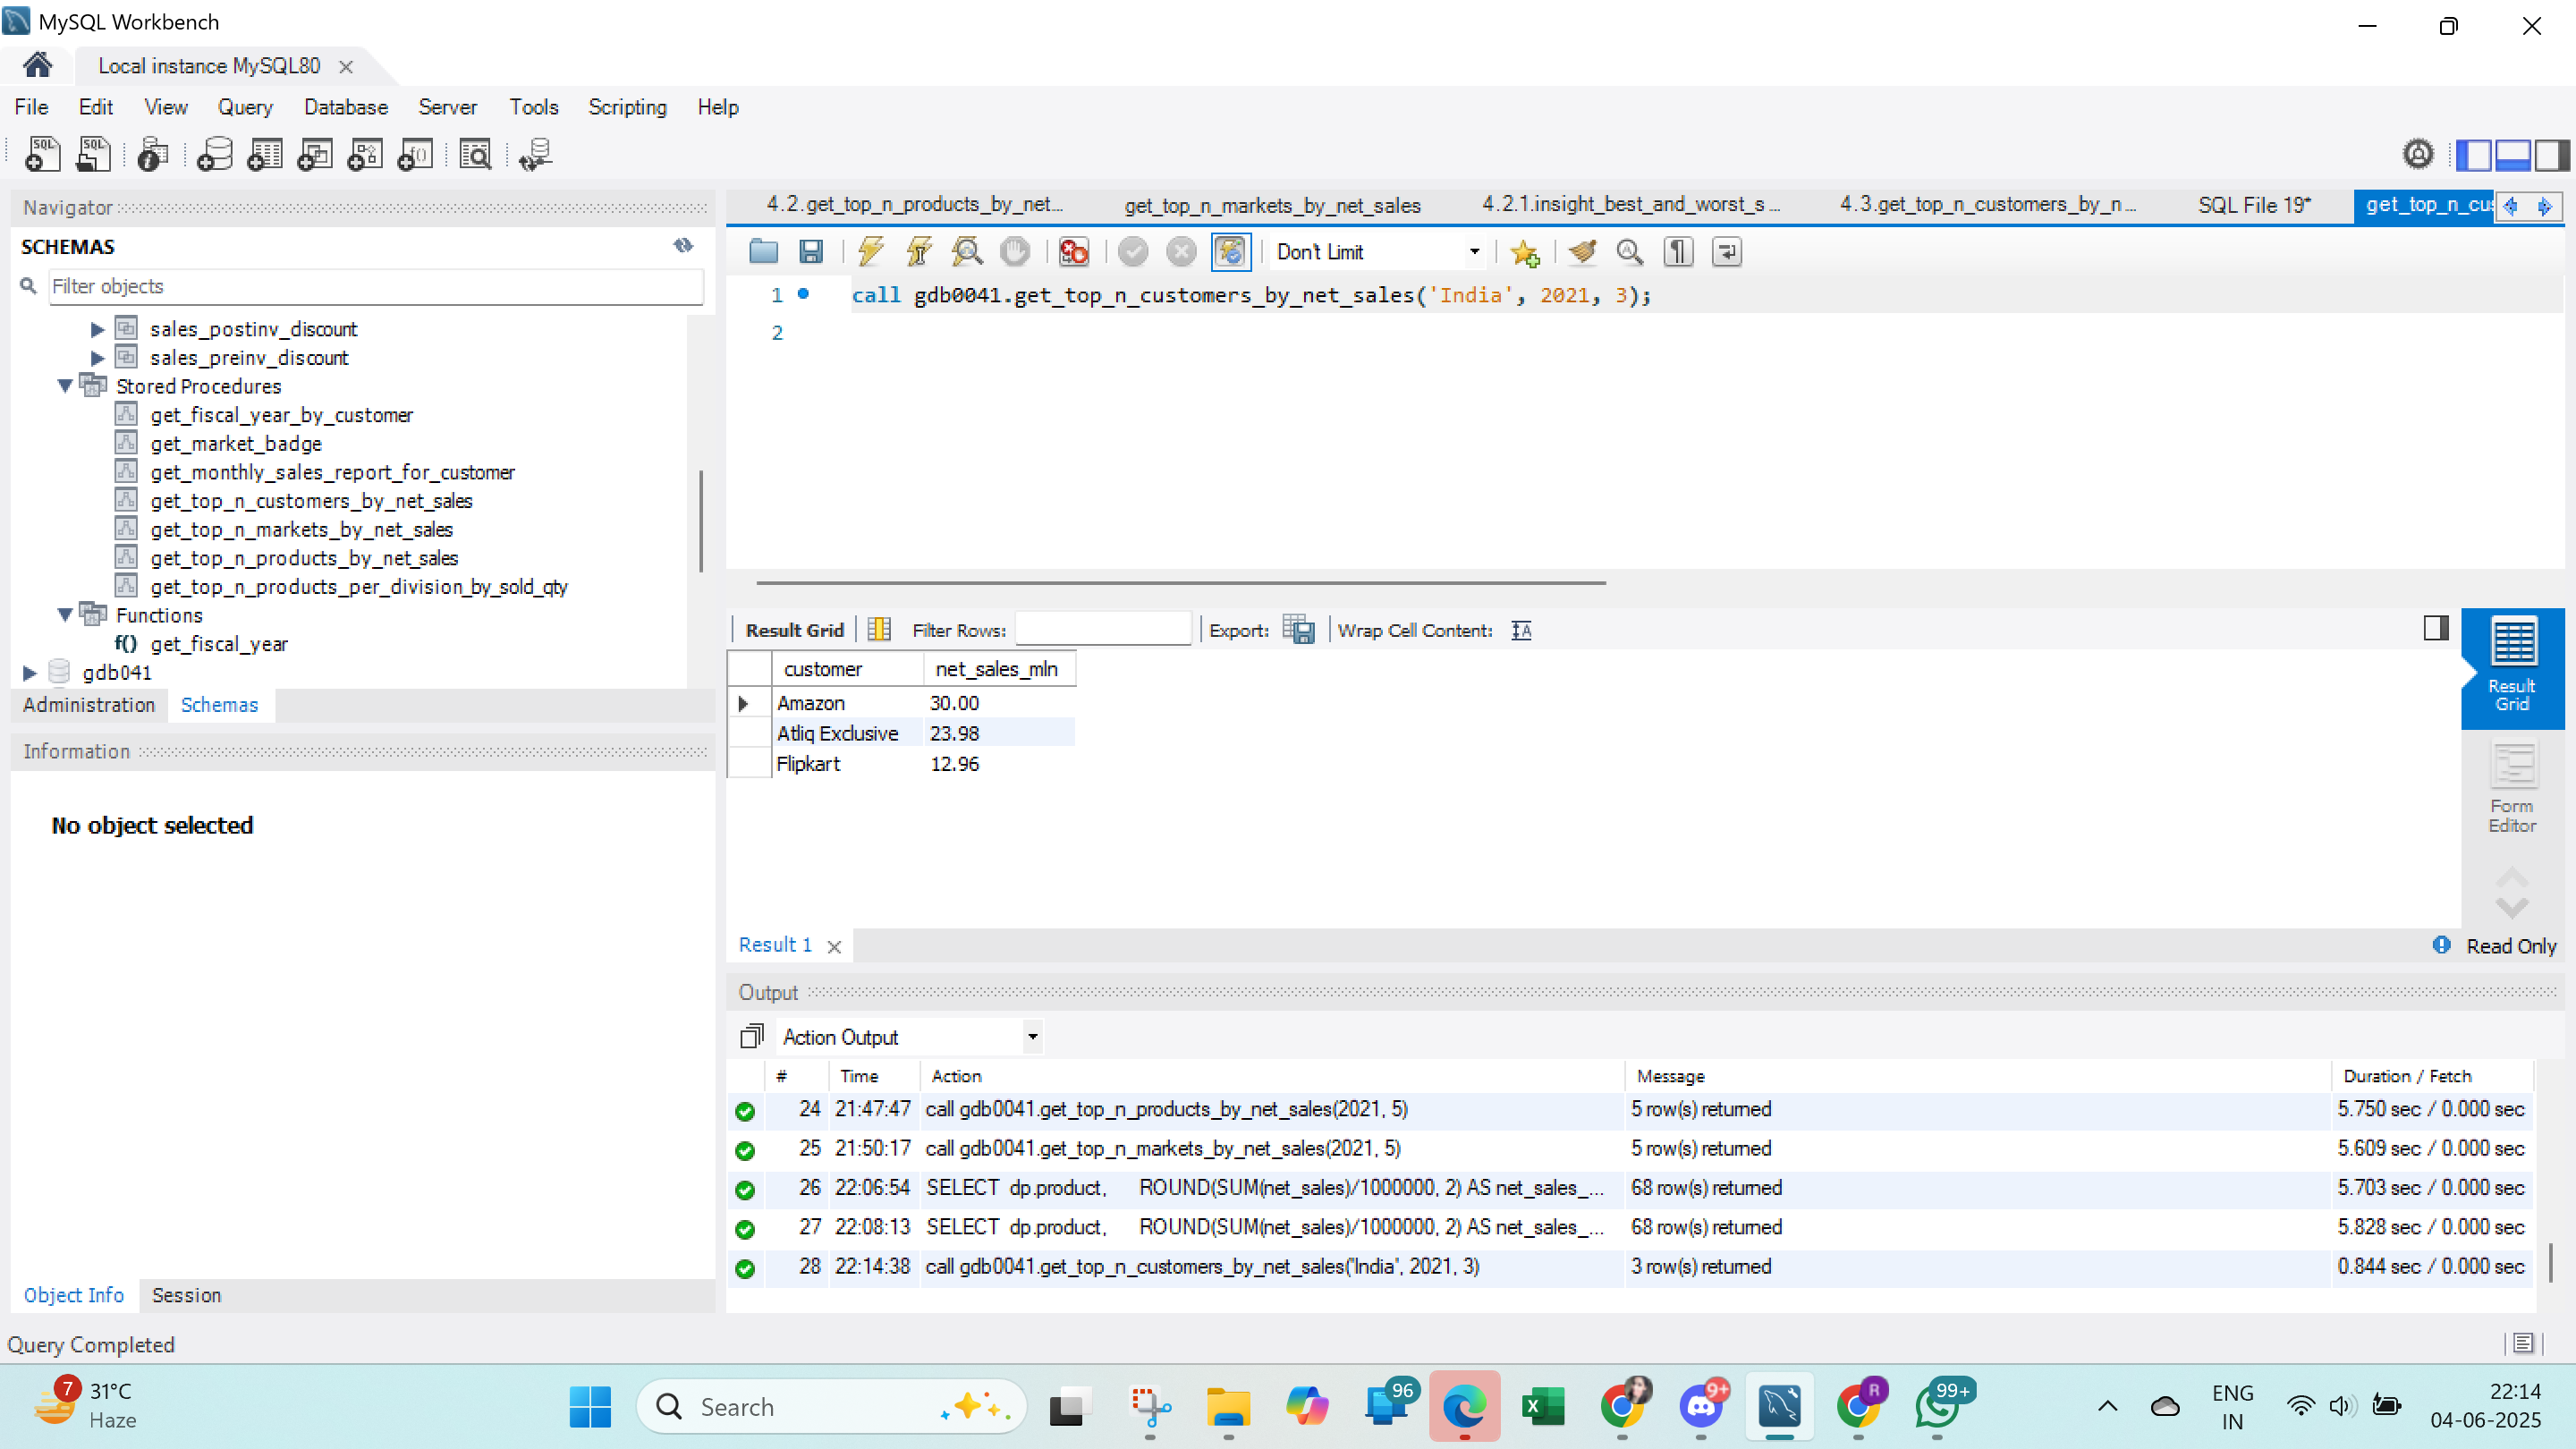 MySQL Workbench
Local instance MySQL80
File Edit View Query Database Server Tools Scripting Help
Navigator
SCHEMAS
Filter objects
sales_postinv_discount
sales_preinv_discount
Stored Procedures
get_fiscal_year_by_customer
get_market_badge
get_monthly_sales_report_for_customer
get_top_n_customers_by_net_sales
get_top_n_markets_by_net_sales
get_top_n_products_by_net_sales
get_top_n_products_per_division_by_sold_qty
Functions
f() get_fiscal_year
gdb041
Administration Schemas
Information
No object selected
Object Info Session
4.2.get_top_n_products_by_net... get_top_n_markets_by_net_sales 4.2.1.insight_best_and_worst_s... 4.3.get_top_n_customers_by_n... SQL File 19* get_top_n_cu
Don't Limit
1 call gdb0041.get_top_n_customers_by_net_sales('India', 2021, 3);
2
Result Grid Filter Rows: Export: Wrap Cell Content:
customer net_sales_mln
Amazon 30.00
Atliq Exclusive 23.98
Flipkart 12.96
Result Grid
Form Editor
Result 1
Read Only
Output
Action Output
# Time Action Message Duration / Fetch
24 21:47:47 call gdb0041.get_top_n_products_by_net_sales(2021, 5) 5 row(s) returned 5.750 sec / 0.000 sec
25 21:50:17 call gdb0041.get_top_n_markets_by_net_sales(2021, 5) 5 row(s) returned 5.609 sec / 0.000 sec
26 22:06:54 SELECT dp.product, ROUND(SUM(net_sales)/1000000, 2) AS net_sales_... 68 row(s) returned 5.703 sec / 0.000 sec
27 22:08:13 SELECT dp.product, ROUND(SUM(net_sales)/1000000, 2) AS net_sales_... 68 row(s) returned 5.828 sec / 0.000 sec
28 22:14:38 call gdb0041.get_top_n_customers_by_net_sales('India', 2021, 3) 3 row(s) returned 0.844 sec / 0.000 sec
Query Completed
7
31°C
Haze
Search
96
9+
R
99+
ENG
IN
22:14
04-06-2025